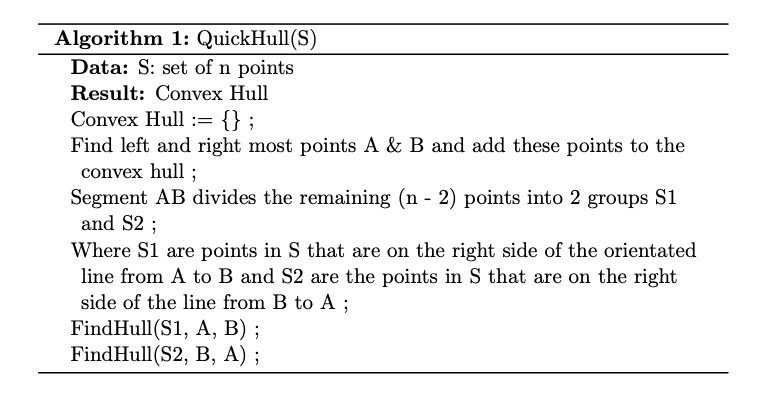 Algorithm 1: QuickHull(S)
Data: S: set of n points
Result: Convex Hull
Convex Hull := {} ;
Find left and right most points A & B and add these points to the
convex hull ;
Segment AB divides the remaining (n - 2) points into 2 groups S1
and S2 ;
Where S1 are points in S that are on the right side of the orientated
line from A to B and S2 are the points in S that are on the right
side of the line from B to A ;
FindHull(S1, A, B) ;
FindHull(S2, B, A) ;